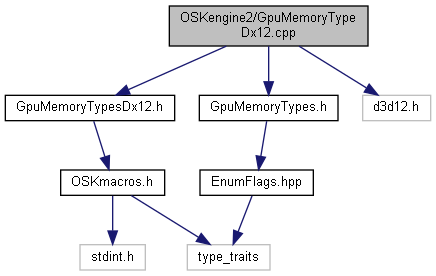 OSKengine2/GpuMemoryType
Dx12.cpp
GpuMemoryTypesDx12.h
GpuMemoryTypes.h
d3d12.h
OSKmacros.h
EnumFlags.hpp
stdint.h
type_traits